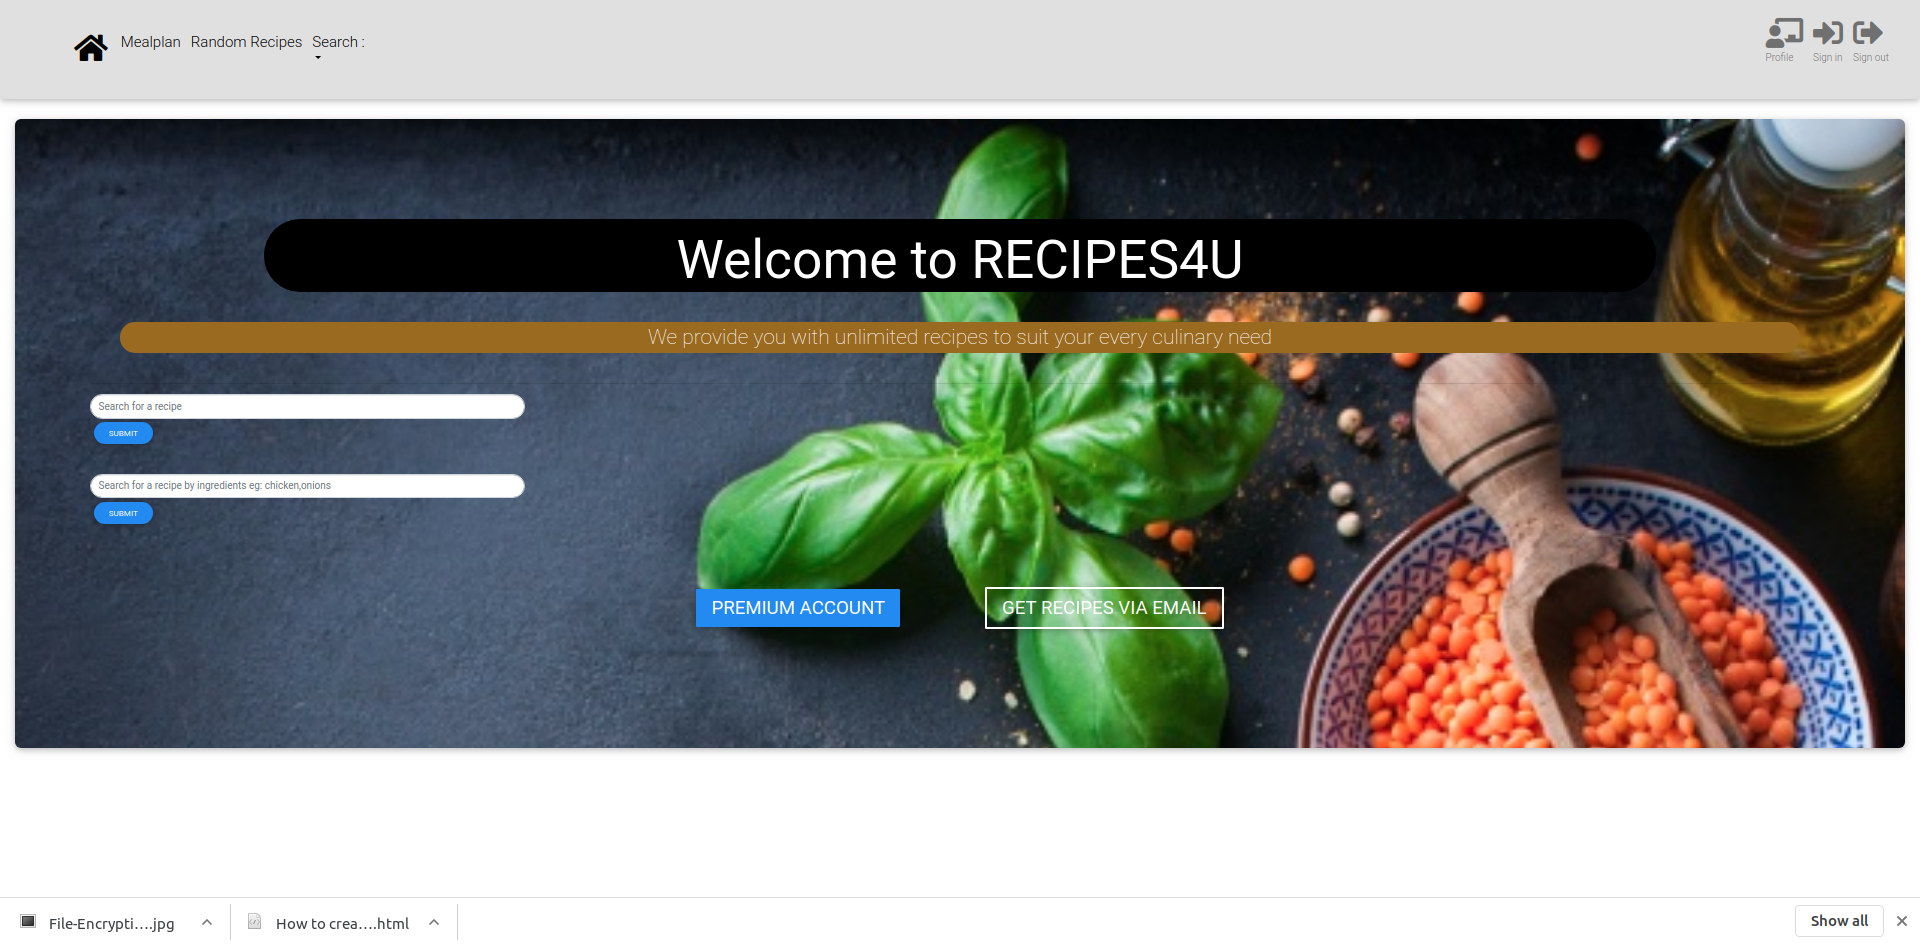 Mealplan Random Recipes Search :
Profile Sign in Sign out
Welcome to RECIPES4U
We provide you with unlimited recipes to suit your every culinary need
Search for a recipe
SUBMIT
Search for a recipe by ingredients eg: chicken,onions
SUBMIT
PREMIUM ACCOUNT GET RECIPES VIA EMAIL
File-Encrypti....jpg How to crea....html Show all